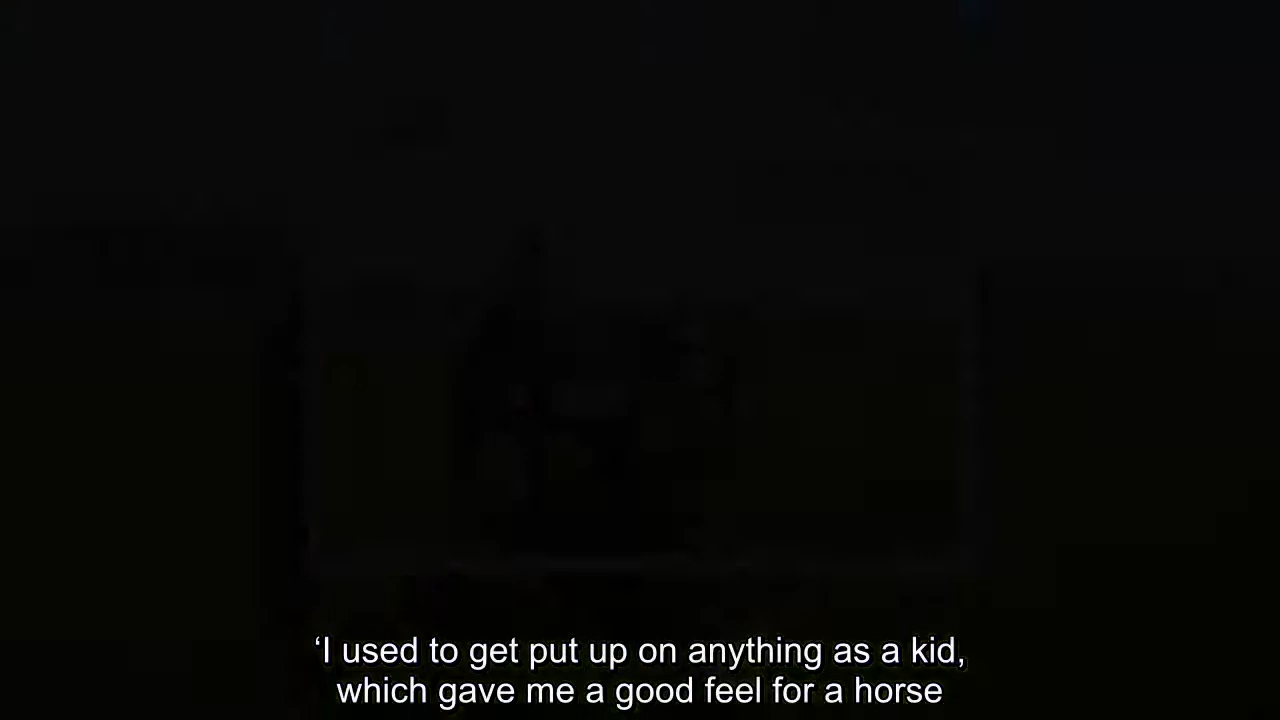 ‘I used to get put up on anything as a kid,
which gave me a good feel for a horse